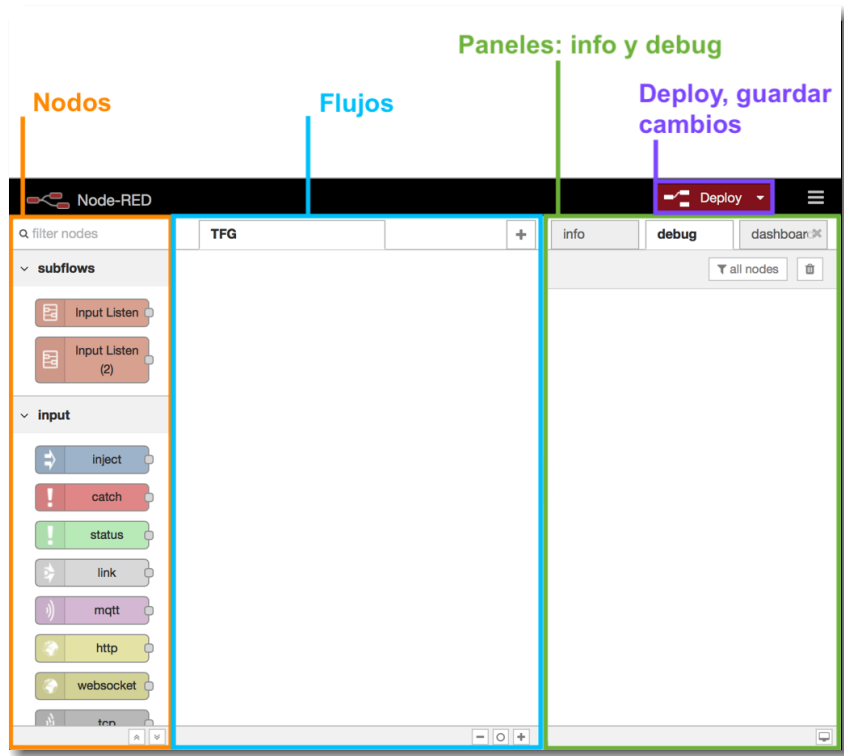 Paneles: info y debug
Nodos
Flujos
Deploy, guardar
cambios
Node-RED
Deploy
filter nodes
TFG
info
debug
dashboard
all nodes
subflows
Input Listen
Input Listen
(2)
input
inject
catch
status
link
mqtt
http
websocket
tcp